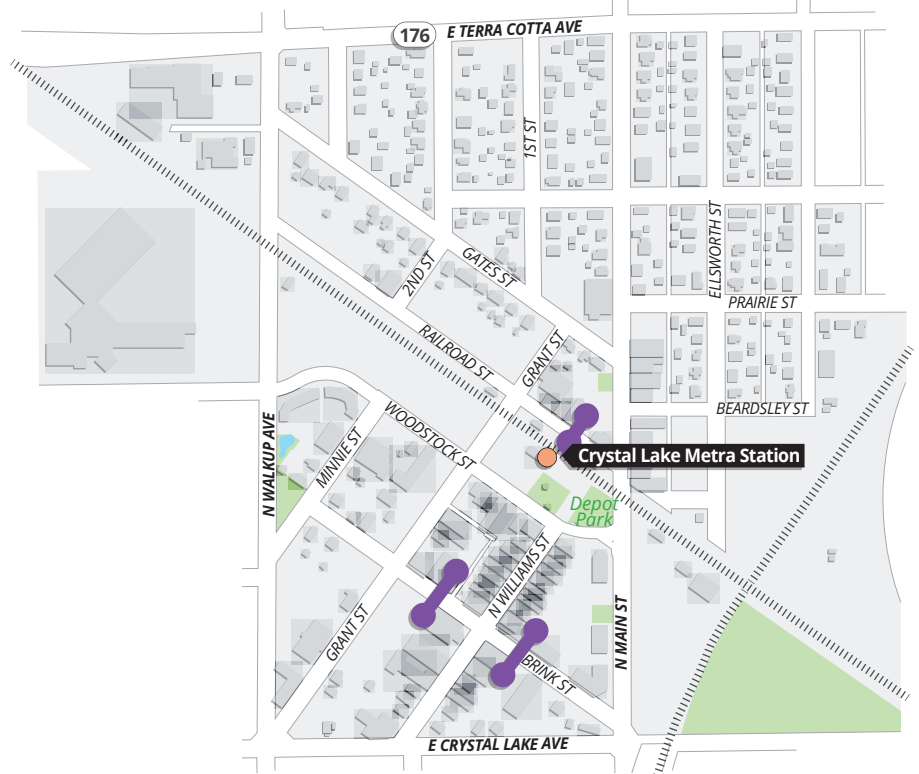 E TERRA COTTA AVE
176
1ST ST
ELLSWORTH ST
2ND ST
GATES ST
PRAIRIE ST
RAILROAD ST
GRANT ST
BEARDSLEY ST
WOODSTOCK ST
N WALKUP AVE
MINNIE ST
Crystal Lake Metra Station
Depot
Park
N WILLIAMS ST
GRANT ST
N MAIN ST
BRINK ST
E CRYSTAL LAKE AVE